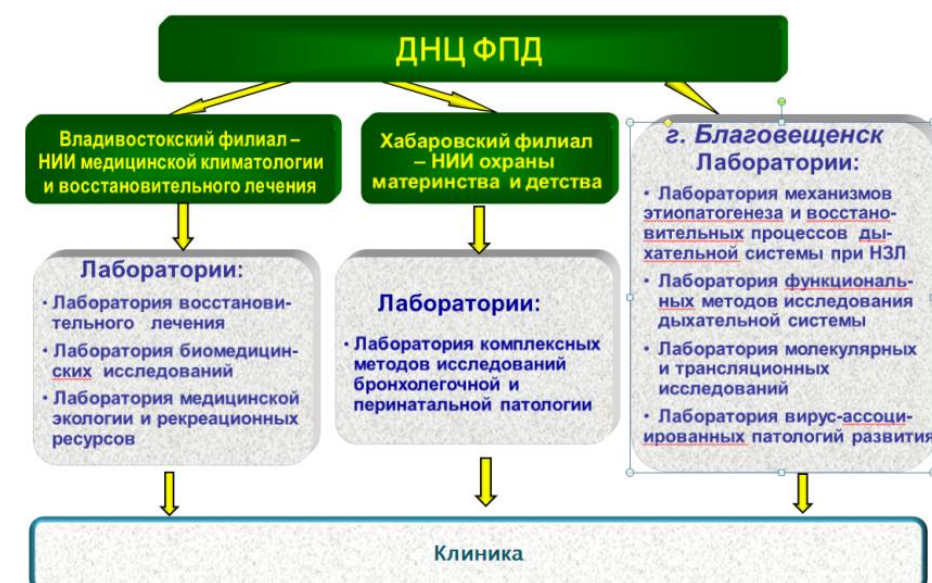 ДНЦ ФПД
Владивостокский филиал –
НИИ медицинской климатологии
и восстановительного лечения
Хабаровский филиал
– НИИ охраны
материнства и детства
г. Благовещенск
Лаборатории:
• Лаборатория механизмов
этиопатогенеза и восстано-
вительных процессов ды-
хательной системы при НЗЛ
• Лаборатория функциональ-
ных методов исследования
дыхательной системы
• Лаборатория молекулярных
и трансляционных
исследований
• Лаборатория вирус-ассоци-
ированных патологий развития
Лаборатории:
• Лаборатория восстанови-
тельного лечения
• Лаборатория биомедицин-
ских исследований
• Лаборатория медицинской
экологии и рекреационных
ресурсов
Лаборатории:
• Лаборатория комплексных
методов исследований
бронхолегочной и
перинатальной патологии
Клиника